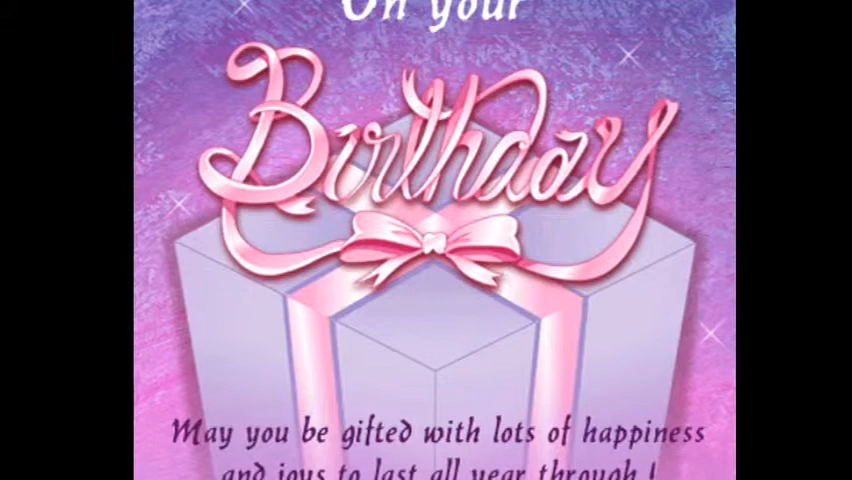 On your
Birthday
May you be gifted with lots of happiness
and joys to last all year through !